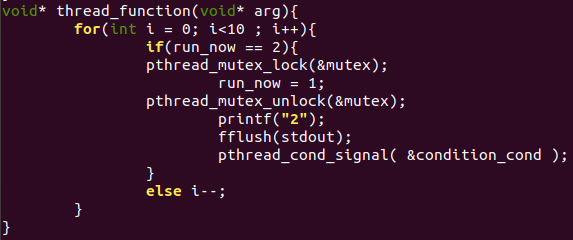 void* thread_function(void* arg){
for(int i = 0; i<10 ; i++){
if(run_now == 2){
pthread_mutex_lock(&mutex);
run_now = 1;
pthread_mutex_unlock(&mutex);
printf("2");
fflush(stdout);
pthread_cond_signal( &condition_cond );
}
else i--;
}
}